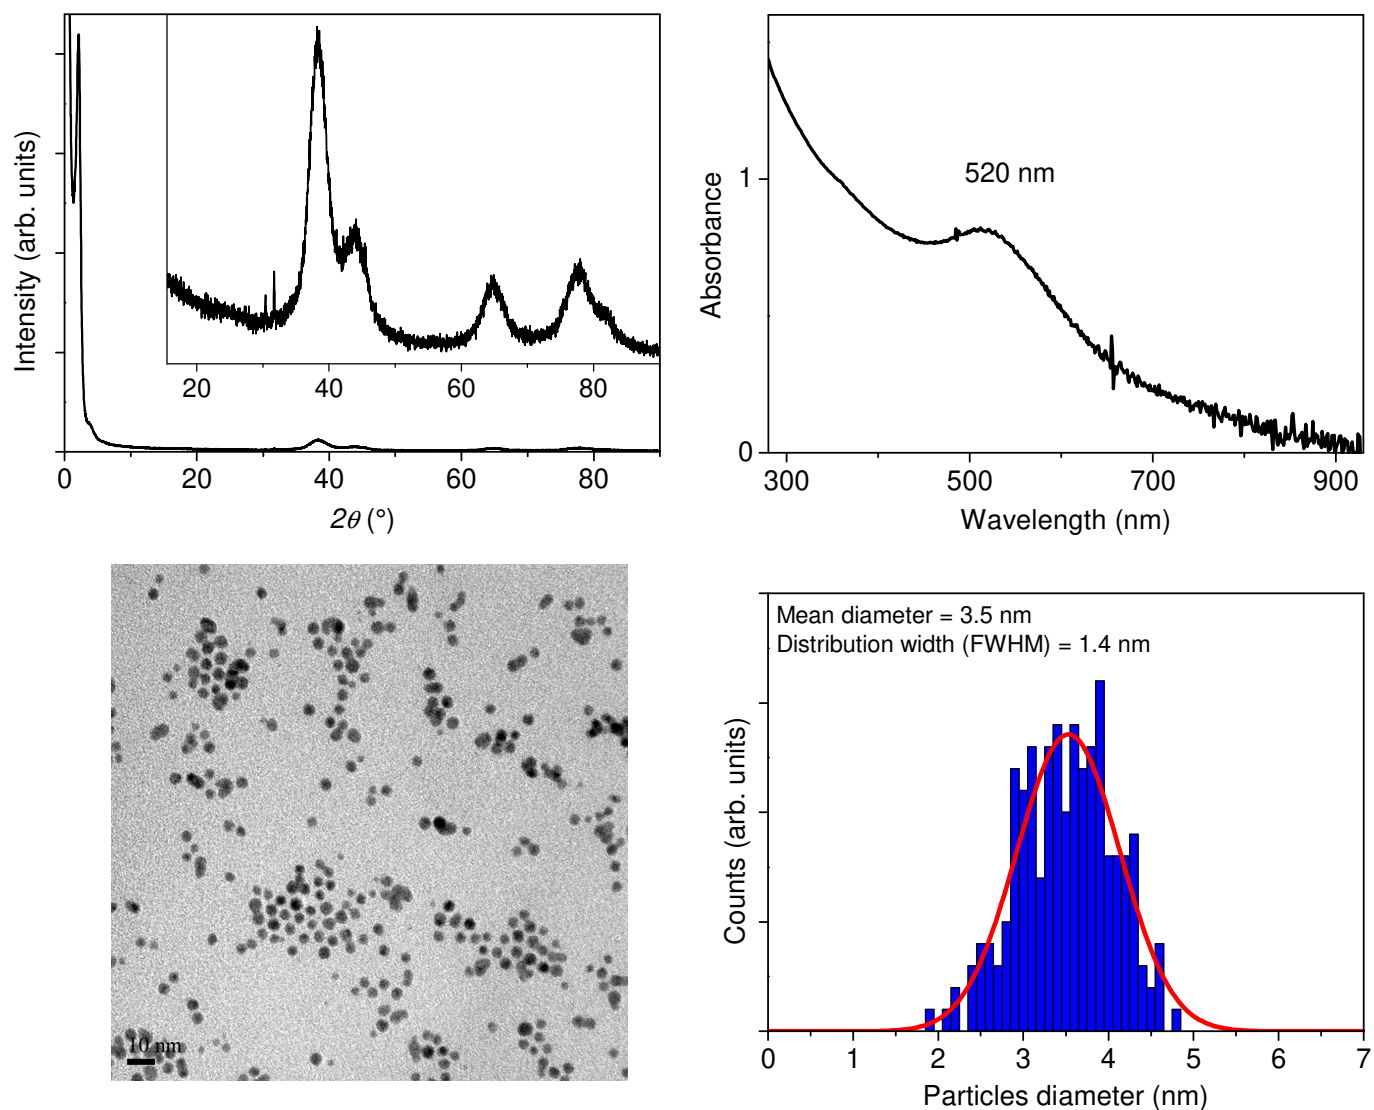 Intensity (arb. units)
20 40 60 80
0 20 40 60 80
2θ (°)
520 nm
Absorbance
1
0
300 500 700 900
Wavelength (nm)
10 nm
Mean diameter = 3.5 nm
Distribution width (FWHM) = 1.4 nm
Counts (arb. units)
0 1 2 3 4 5 6 7
Particles diameter (nm)